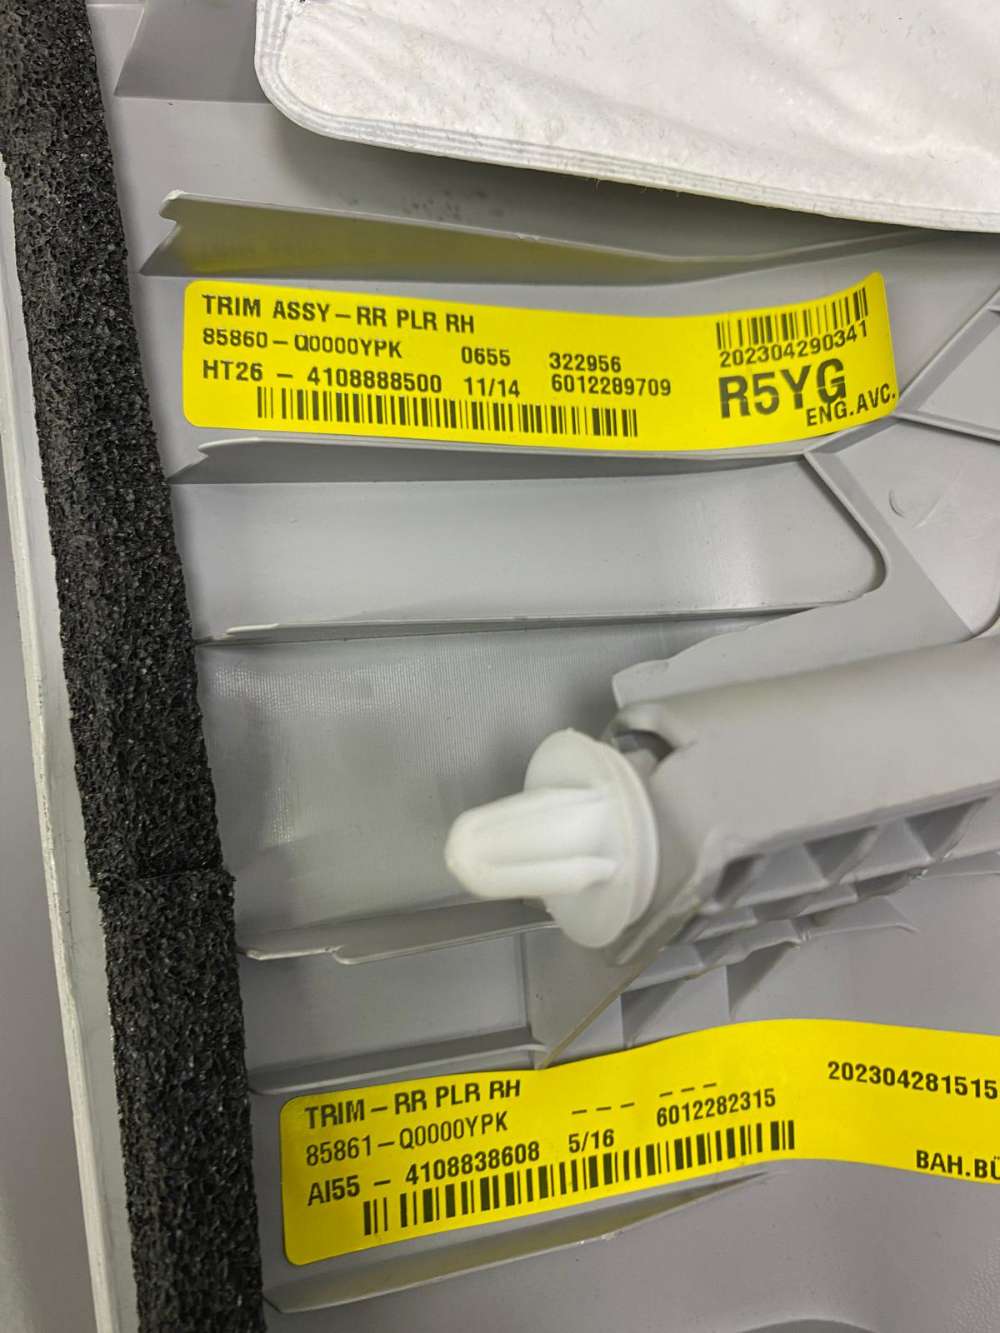 TRIM ASSY-RR PLR RH
85860-Q0000YPK 0655 322956 202304290341
HT26 - 4108888500 11/14 6012289709 R5YG
ENG.AVC.
TRIM-RR PLR RH --- --- 202304281515
85861-Q0000YPK 6012282315
AI55 - 4108838608 5/16 BAH.BÜ